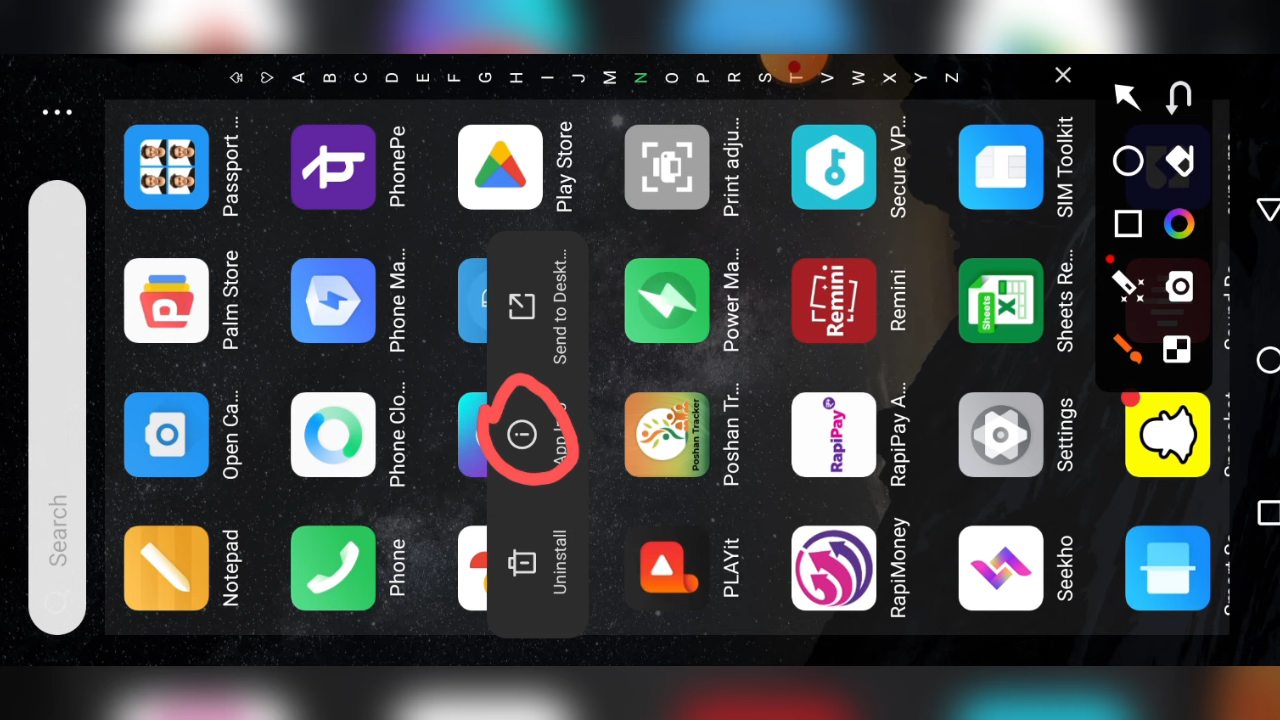 Search
Notepad
Open Ca...
Palm Store
Passport ...
Phone
Phone Clo...
Phone Ma...
PhonePe
Play Store
Uninstall
App
Send to Deskt...
Poshan Tracker
PLAYit
Poshan Tr...
Power Ma...
Print adju...
RapiPay
Remini
RapiMoney
RapiPay A...
Remini
Secure VP...
Sheets
Seekho
Settings
Sheets Re...
SIM Toolkit
A
B
C
D
E
F
G
H
I
J
M
N
O
P
R
S
T
V
W
X
Y
Z